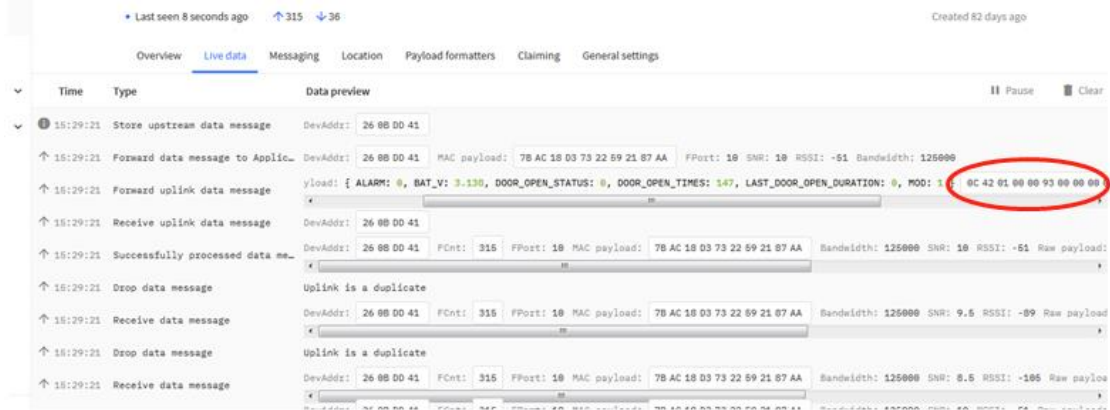 Last seen 8 seconds ago ↑ 315 ↓ 36 Created 82 days ago
Overview Live data Messaging Location Payload formatters Claiming General settings
Time Type Data preview Pause Clear
15:29:21 Store upstream data message DevAddr: 26 0B DD 41
↑ 15:29:21 Forward data message to Applic… DevAddr: 26 0B DD 41 MAC payload: 7B AC 18 D3 73 22 59 21 87 AA FPort: 10 SNR: 10 RSSI: -51 Bandwidth: 125000
↑ 15:29:21 Forward uplink data message yload: { ALARM: 0, BAT_V: 3.138, DOOR_OPEN_STATUS: 0, DOOR_OPEN_TIMES: 147, LAST_DOOR_OPEN_DURATION: 0, MOD: 1 } 0C 42 01 00 00 93 00 00 00
↑ 15:29:21 Receive uplink data message DevAddr: 26 0B DD 41
↑ 15:29:21 Successfully processed data me… DevAddr: 26 0B DD 41 FCnt: 315 FPort: 10 MAC payload: 7B AC 18 D3 73 22 59 21 87 AA Bandwidth: 125000 SNR: 10 RSSI: -51 Raw payload:
↑ 15:29:21 Drop data message Uplink is a duplicate
↑ 15:29:21 Receive data message DevAddr: 26 0B DD 41 FCnt: 315 FPort: 10 MAC payload: 7B AC 18 D3 73 22 59 21 87 AA Bandwidth: 125000 SNR: 9.5 RSSI: -89 Raw payload
↑ 15:29:21 Drop data message Uplink is a duplicate
↑ 15:29:21 Receive data message DevAddr: 26 0B DD 41 FCnt: 315 FPort: 10 MAC payload: 7B AC 18 D3 73 22 59 21 87 AA Bandwidth: 125000 SNR: 8.5 RSSI: -105 Raw payloa